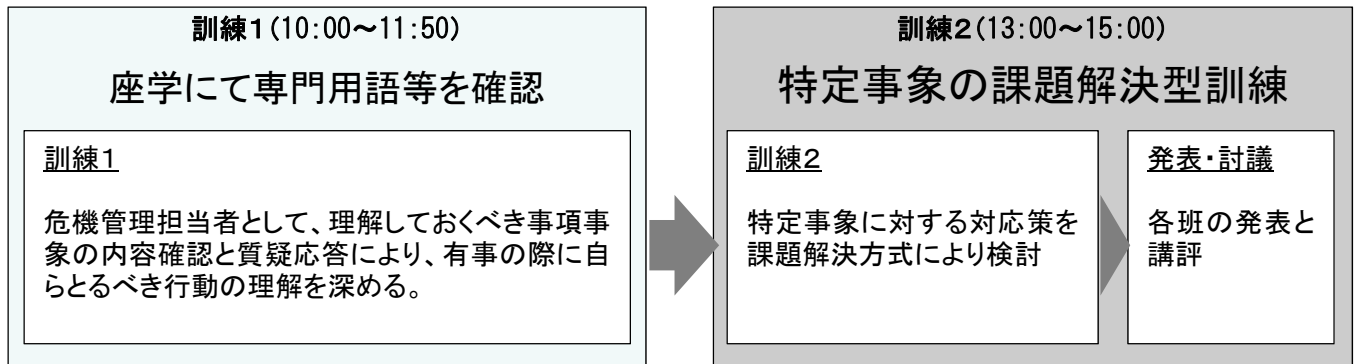 訓練1(10:00～11:50)
座学にて専門用語等を確認
訓練1
危機管理担当者として、理解しておくべき事項事
象の内容確認と質疑応答により、有事の際に自
らとるべき行動の理解を深める。
訓練2(13:00～15:00)
特定事象の課題解決型訓練
訓練2
特定事象に対する対応策を
課題解決方式により検討
発表・討議
各班の発表と
講評